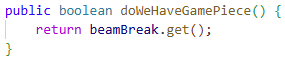 public boolean doWeHaveGamePiece() {
    return beamBreak.get();
}